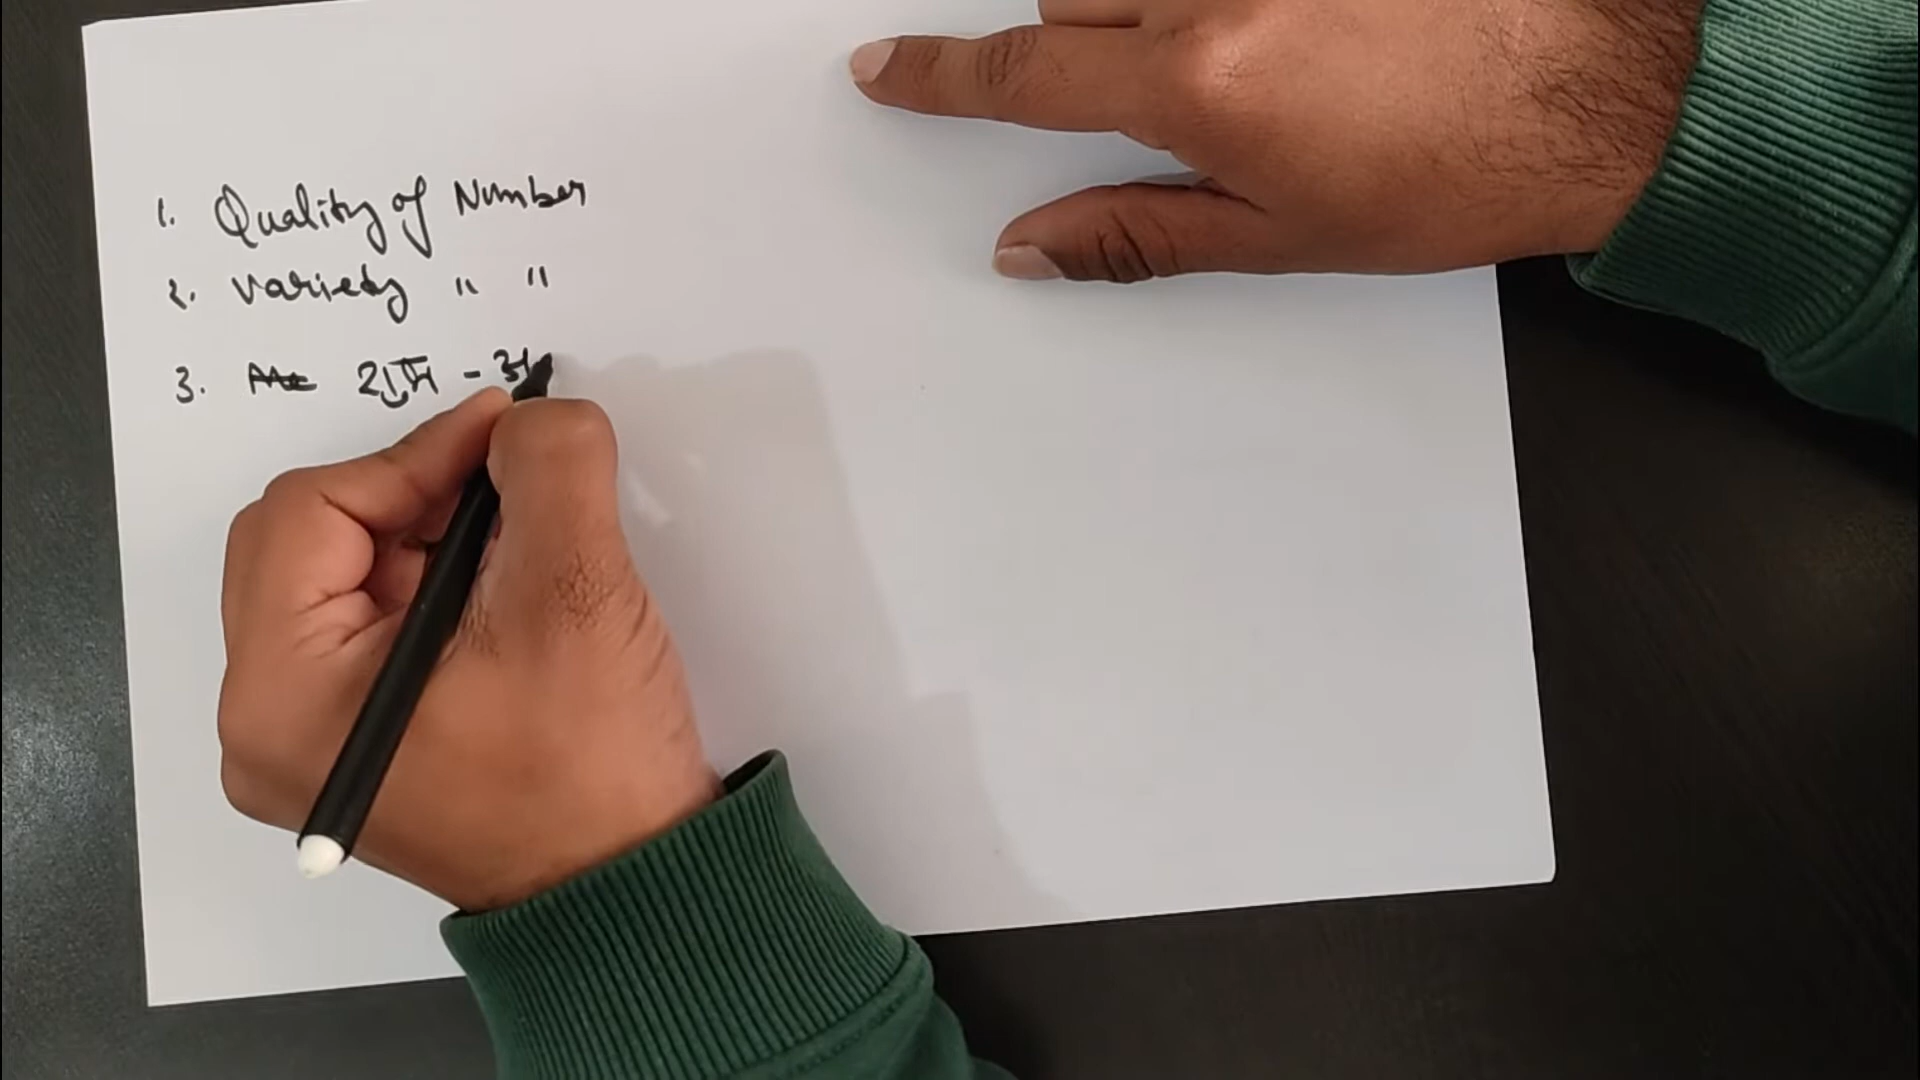 1. Quality of Number
2. Variety " "
3. शुभ - अ